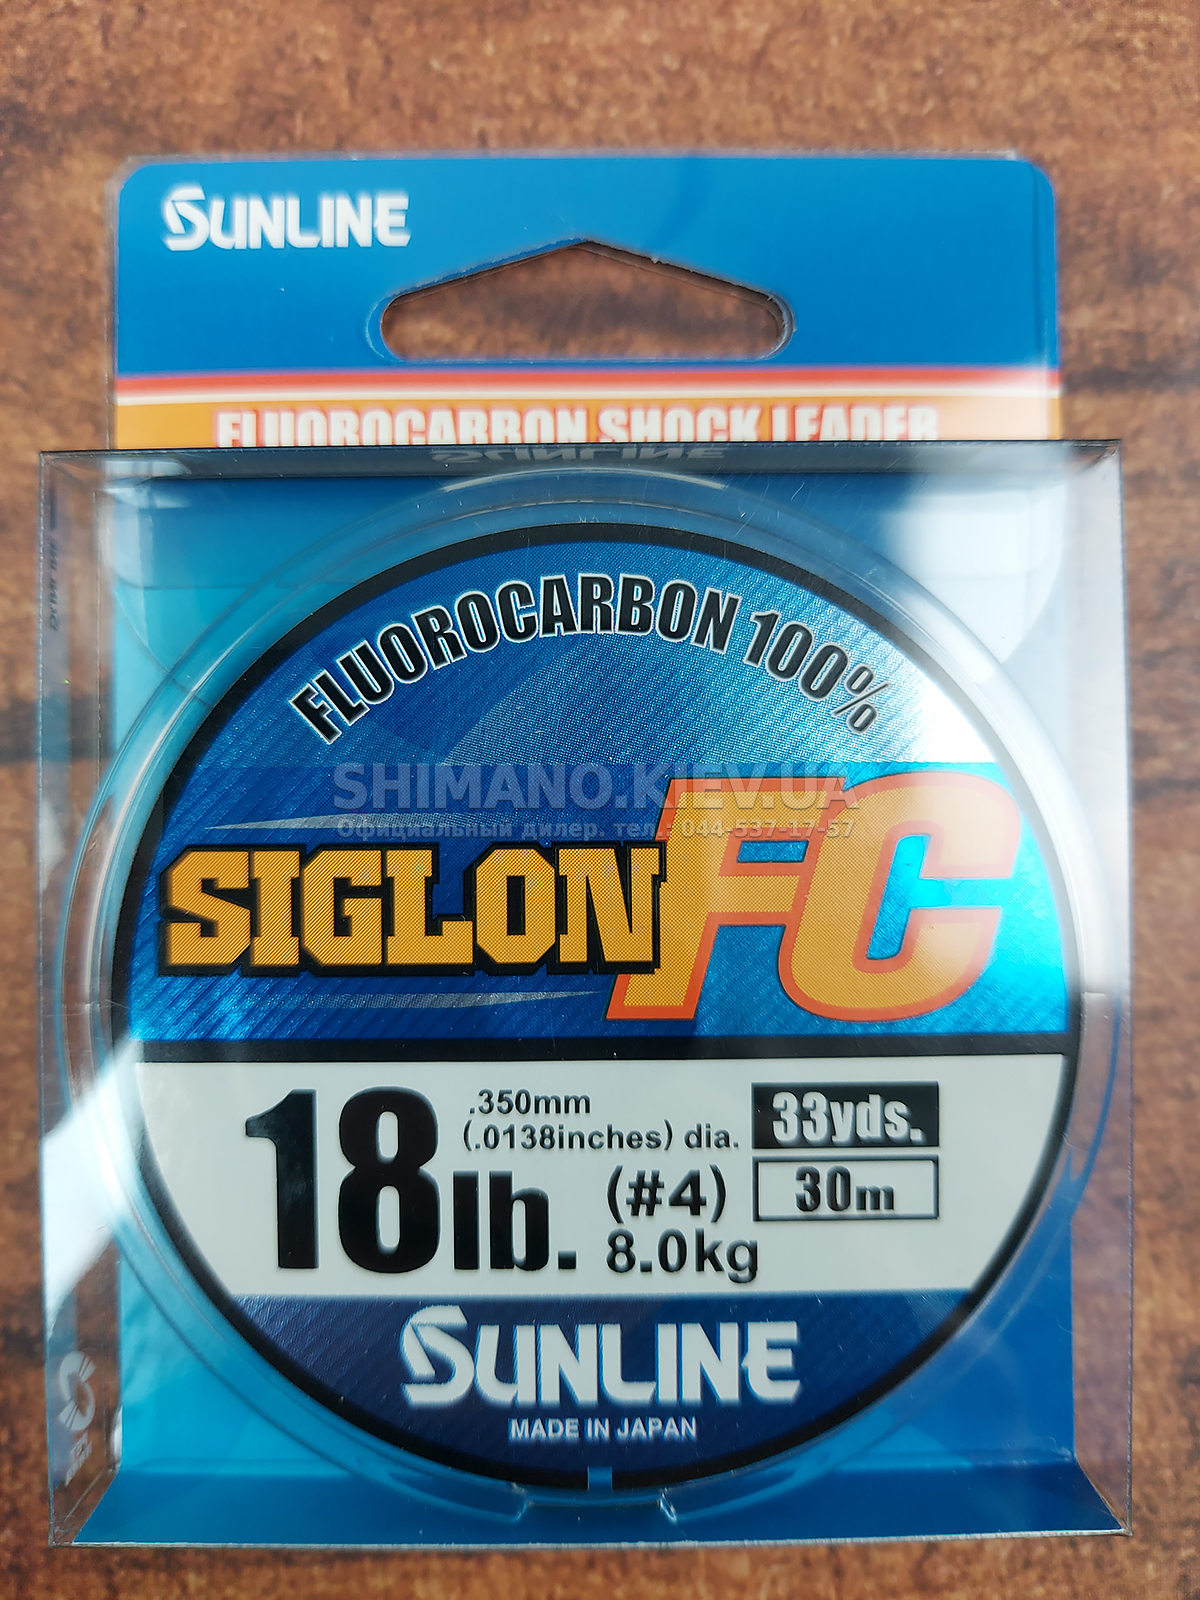 SUNLINE
FLUOROCARBON SHOCK LEADER
SUNLINE
FLUOROCARBON 100%
SHIMANO.KIEV.UA
Официальный дилер. тел.: 044-537-17-57
SIGLON FC
18lb.
.350mm
(.0138inches) dia.
(#4)
8.0kg
33yds.
30m
SUNLINE
MADE IN JAPAN